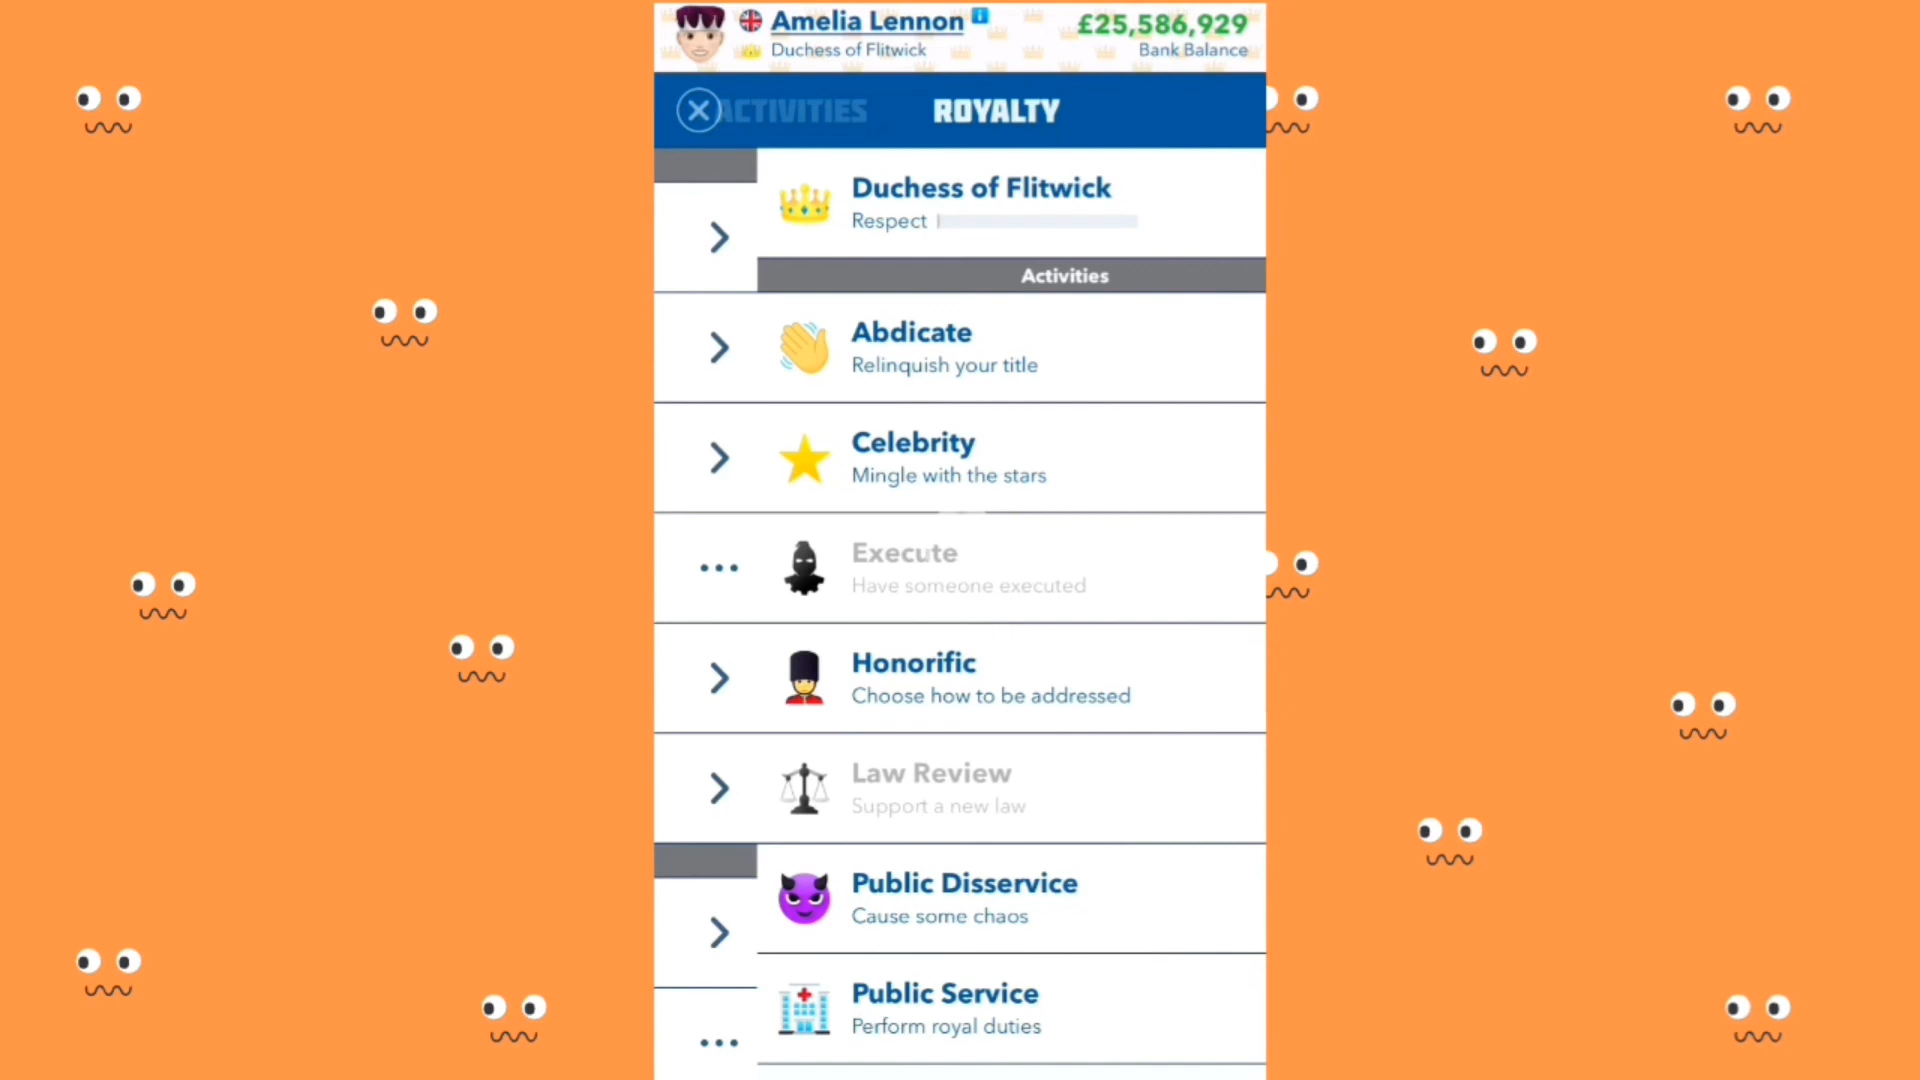 Amelia Lennon
£25,586,929
Duchess of Flitwick
Bank Balance
ACTIVITIES
ROYALTY
Duchess of Flitwick
Respect
Activities
Abdicate
Relinquish your title
Celebrity
Mingle with the stars
Execute
Have someone executed
Honorific
Choose how to be addressed
Law Review
Support a new law
Public Disservice
Cause some chaos
Public Service
Perform royal duties